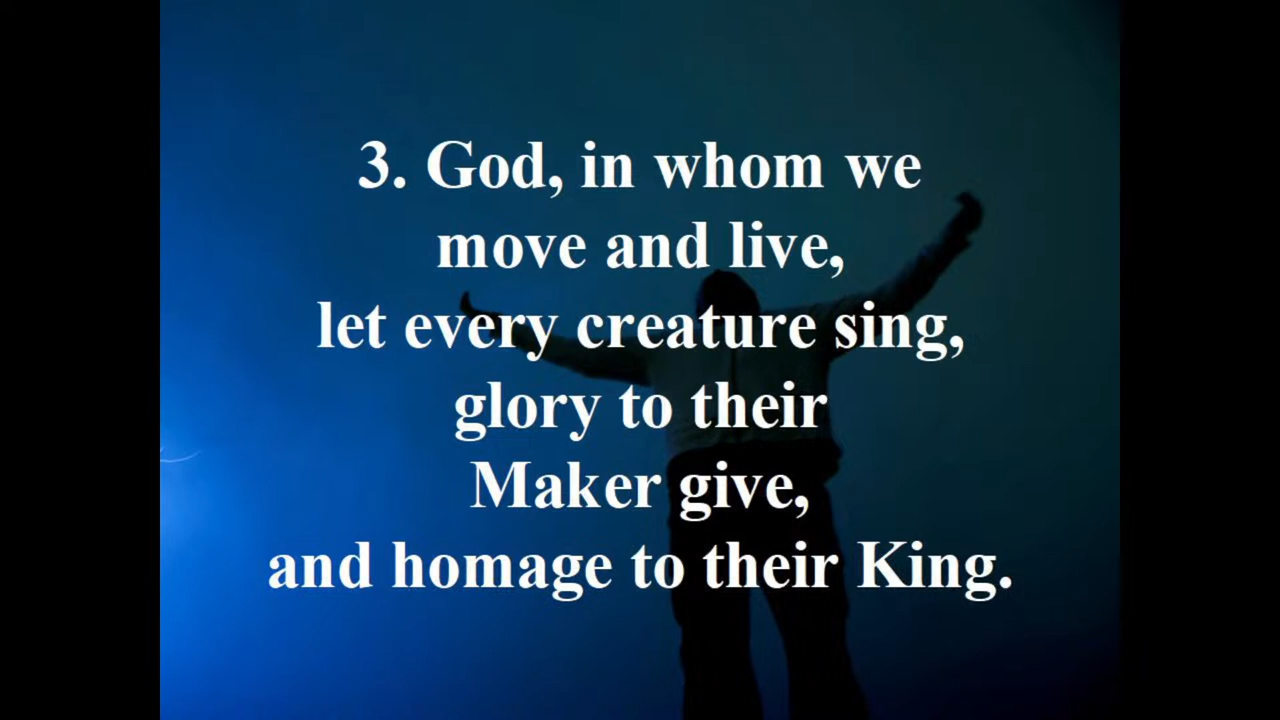 3. God, in whom we
move and live,
let every creature sing,
glory to their
Maker give,
and homage to their King.